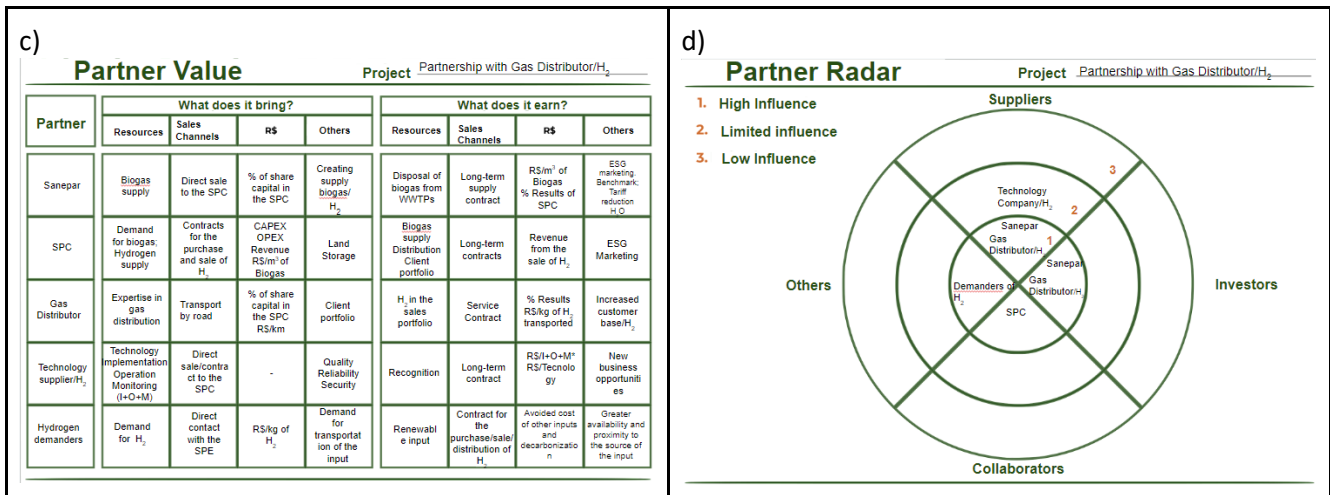 c)
Partner Value
Project Partnership with Gas Distributor/H₂
Partner
What does it bring?
What does it earn?
Resources
Sales
Channels
R$
Others
Resources
Sales
Channels
R$
Others
Sanepar
Biogas
supply
Direct sale
to the SPC
% of share
capital in
the SPC
Creating
supply
biogas/
H₂
Disposal of
biogas from
WWTPs
Long-term
supply
contract
R$/m³ of
Biogas
% Results of
SPC
ESG
marketing.
Benchmark;
Tariff
reduction
H₂O
SPC
Demand
for biogas;
Hydrogen
supply
Contracts
for the
purchase
and sale of
H₂
CAPEX
OPEX
Revenue
R$/m³ of
Biogas
Land
Storage
Biogas
supply
Distribution
Client
portfolio
Long-term
contracts
Revenue
from the
sale of H₂
ESG
Marketing
Gas
Distributor
Expertise in
gas
distribution
Transport
by road
% of share
capital in
the SPC
R$/km
Client
portfolio
H₂ in the
sales
portfolio
Service
Contract
% Results
R$/kg of H₂
transported
Increased
customer
base/H₂
Technology
supplier/H₂
Technology
Implementation
Operation
Monitoring
(I+O+M)
Direct
sale/contra
ct to the
SPC
-
Quality
Reliability
Security
Recognition
Long-term
contract
R$/I+O+M*
R$/Tecnolo
gy
New
business
opportuniti
es
Hydrogen
demanders
Demand
for H₂
Direct
contact
with the
SPE
R$/kg of
H₂
Demand
for
transportat
ion of the
input
Renewabl
e input
Contract for
the
purchase/sale/
distribution of
H₂
Avoided cost
of other inputs
and
decarbonizatio
n
Greater
availability and
proximity to
the source of
the input
d)
Partner Radar
Project Partnership with Gas Distributor/H₂
1. High Influence
2. Limited influence
3. Low Influence
Suppliers
3
Technology
Company/H₂
2
Sanepar
Gas
Distributor/H₂
1
Sanepar
Gas
Distributor/H₂
Demanders of
H₂
SPC
Others
Investors
Collaborators